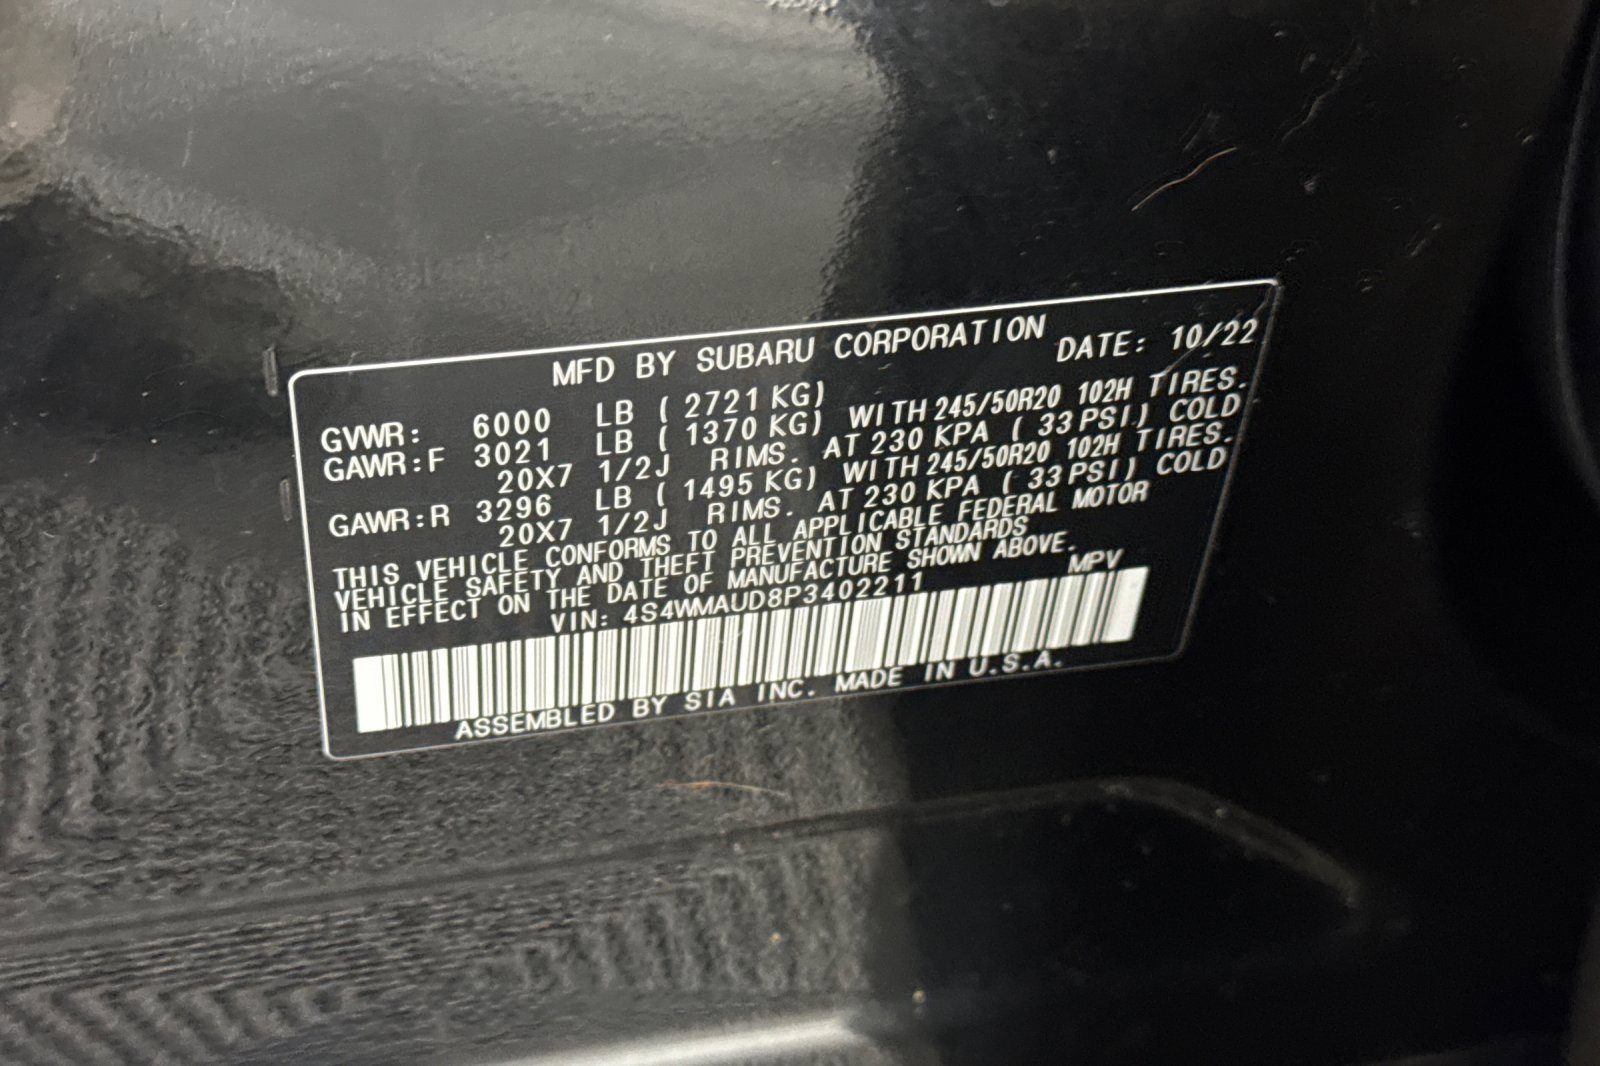 MFD BY SUBARU CORPORATION
DATE: 10/22
GVWR: 6000 LB ( 2721 KG)
GAWR:F 3021 LB ( 1370 KG) WITH 245/50R20 102H TIRES.
20X7 1/2J RIMS. AT 230 KPA ( 33 PSI) COLD
GAWR:R 3296 LB ( 1495 KG) WITH 245/50R20 102H TIRES.
20X7 1/2J RIMS. AT 230 KPA ( 33 PSI) COLD
THIS VEHICLE CONFORMS TO ALL APPLICABLE FEDERAL MOTOR
VEHICLE SAFETY AND THEFT PREVENTION STANDARDS
IN EFFECT ON THE DATE OF MANUFACTURE SHOWN ABOVE.
VIN: 4S4WMAUD8P3402211 MPV
ASSEMBLED BY SIA INC. MADE IN U.S.A.